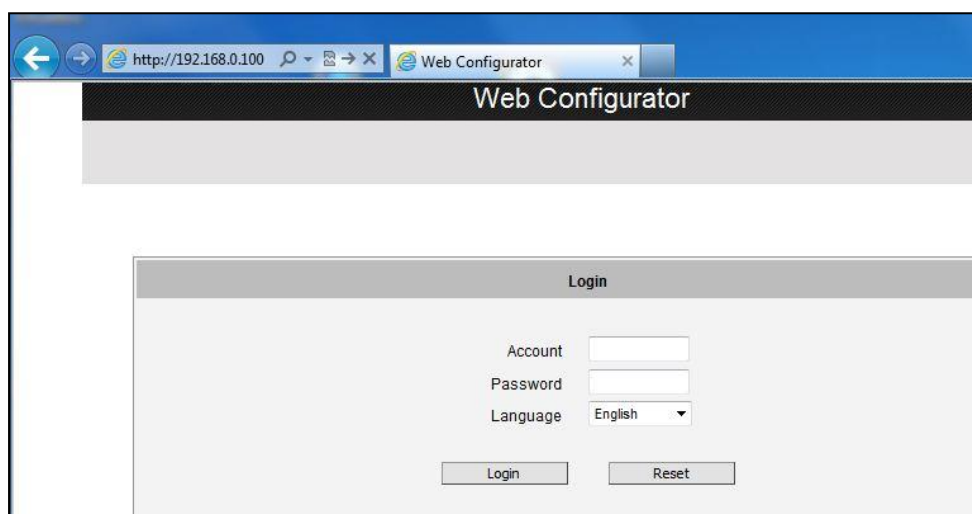 http://192.168.0.100 Web Configurator
Web Configurator
Login
Account
Password
Language English
Login Reset